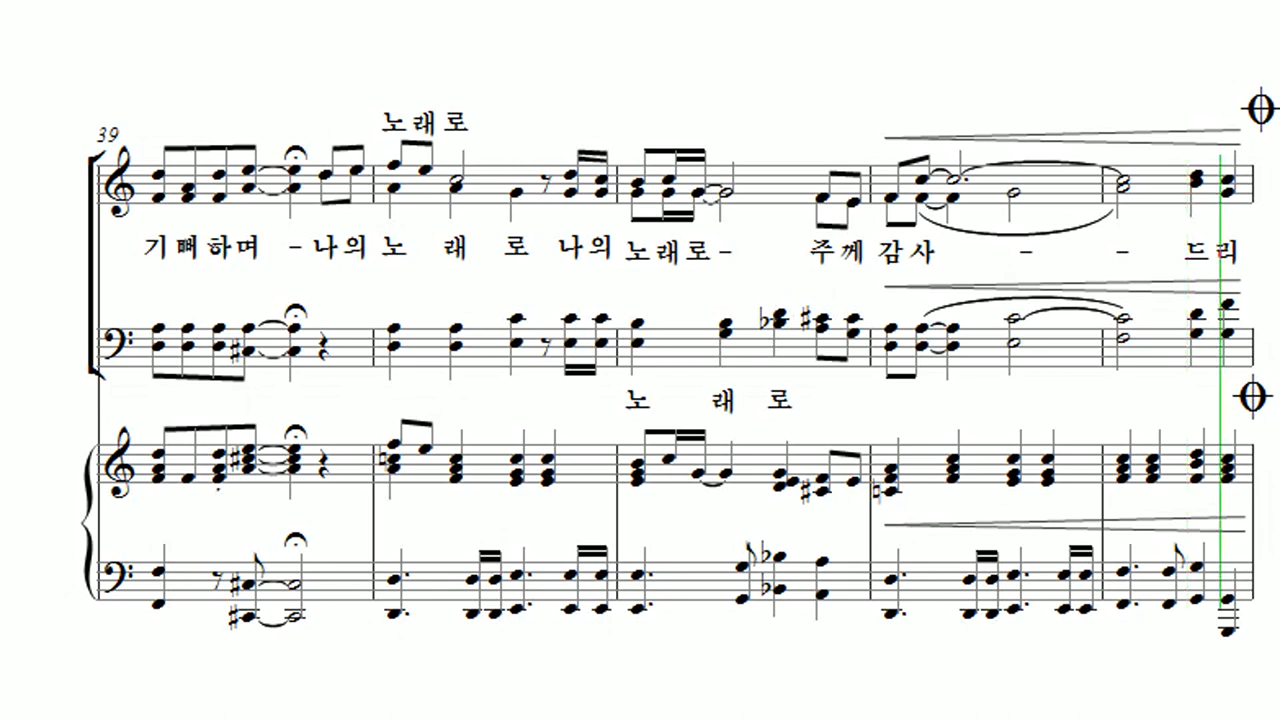 노래로
39
기뻐하며 - 나의 노 래 로 나의 노래로 - 주께 감사 - - 드리
노 래 로